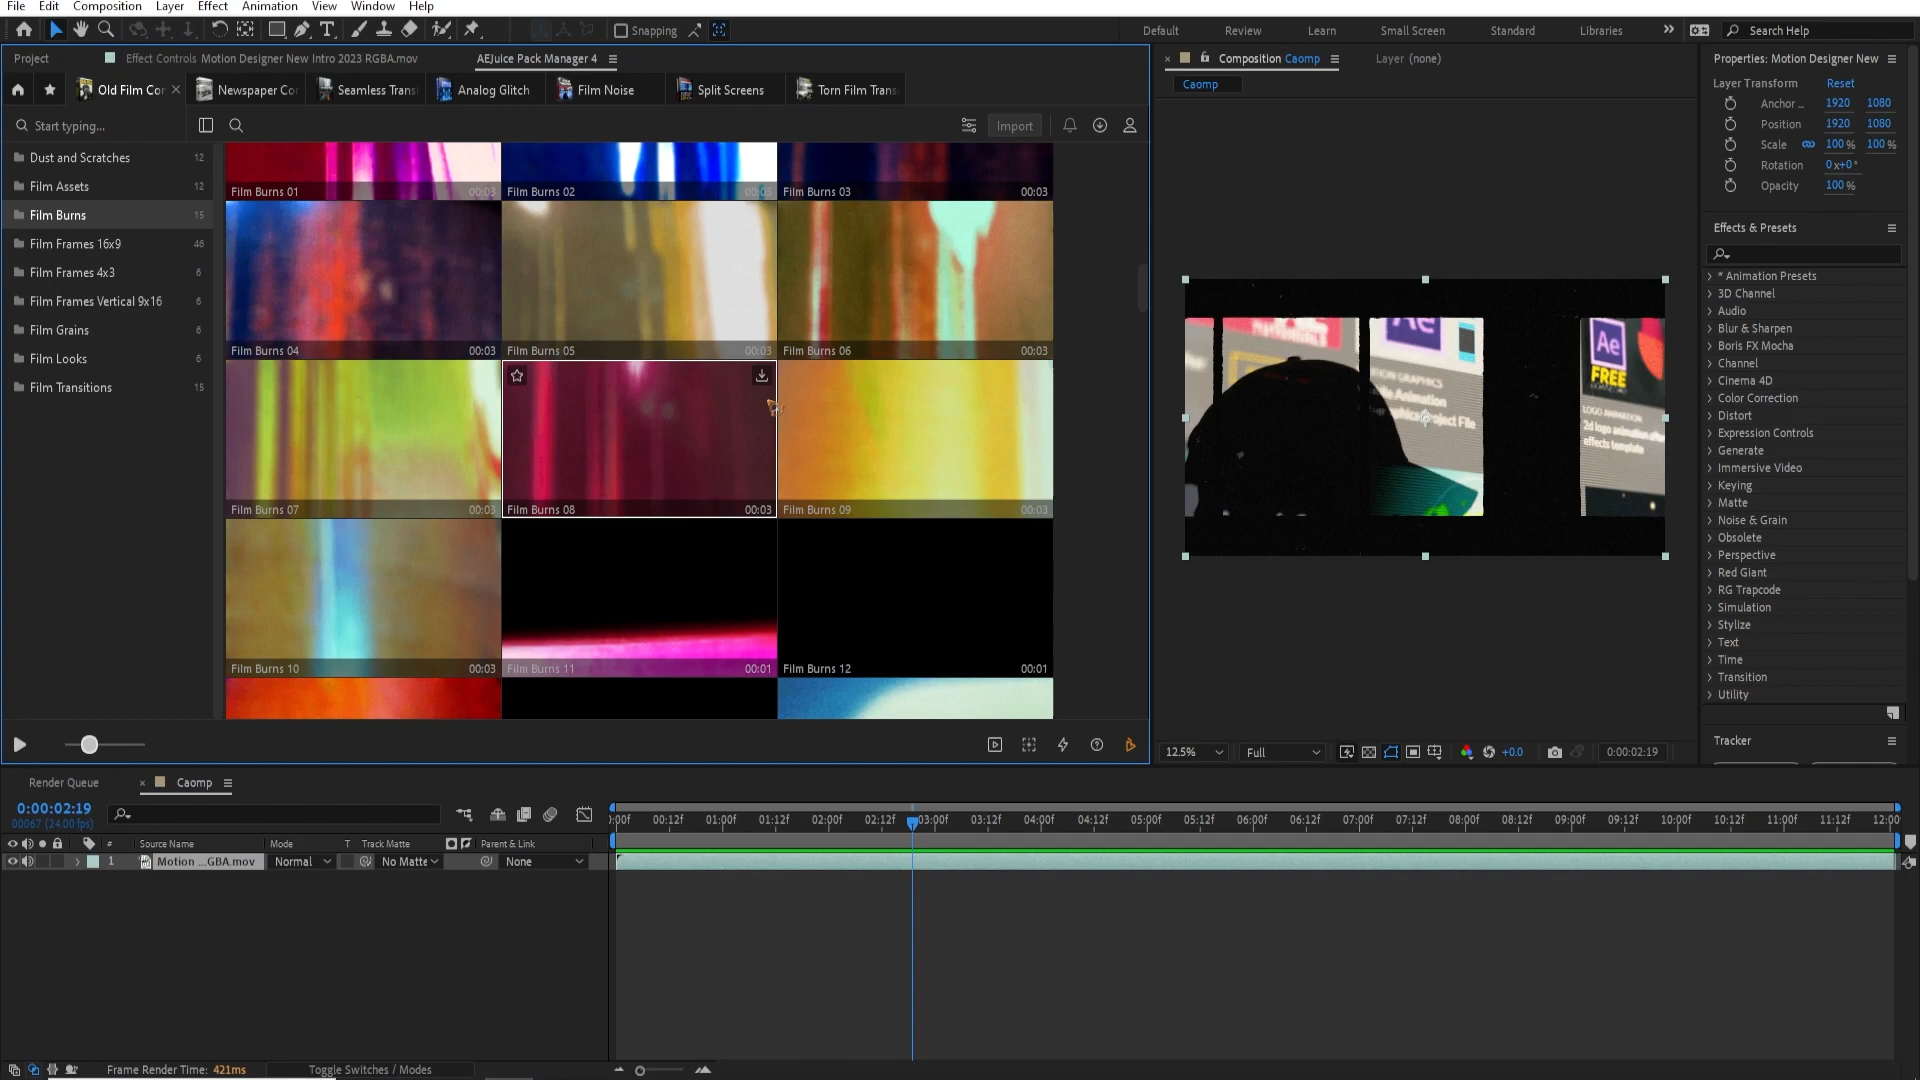 File Edit Composition Layer Effect Animation View Window Help
Snapping
Default Review Learn Small Screen Standard Libraries Search Help
Project Effect Controls Motion Designer New Intro 2023 RGBA.mov AEJuice Pack Manager 4
Old Film Cor Newspaper Co Seamless Trans Analog Glitch Film Noise Split Screens Torn Film Trans
Start typing... Import
Dust and Scratches 12
Film Assets 12
Film Burns 15
Film Frames 16x9 46
Film Frames 4x3 6
Film Frames Vertical 9x16 6
Film Grains 6
Film Looks 6
Film Transitions 15
Film Burns 01 00:03 Film Burns 02 00:03 Film Burns 03 00:03
Film Burns 04 00:03 Film Burns 05 00:03 Film Burns 06 00:03
Film Burns 07 00:03 Film Burns 08 00:03 Film Burns 09 00:03
Film Burns 10 00:03 Film Burns 11 00:01 Film Burns 12 00:01
Composition Caomp Layer (none)
Caomp
Ae
FREE
LOGO ANIMATION
2d logo animation after
effects template
12.5% Full +0.0 0:00:02:19
Properties: Motion Designer New
Layer Transform Reset
Anchor ... 1920 1080
Position 1920 1080
Scale 100 % 100 %
Rotation 0x+0°
Opacity 100 %
Effects & Presets
* Animation Presets
3D Channel
Audio
Blur & Sharpen
Boris FX Mocha
Channel
Cinema 4D
Color Correction
Distort
Expression Controls
Generate
Immersive Video
Keying
Matte
Noise & Grain
Obsolete
Perspective
Red Giant
RG Trapcode
Simulation
Stylize
Text
Time
Transition
Utility
Tracker
Render Queue Caomp
0:00:02:19
00067 (24.00 fps)
:00f 00:12f 01:00f 01:12f 02:00f 02:12f 03:00f 03:12f 04:00f 04:12f 05:00f 05:12f 06:00f 06:12f 07:00f 07:12f 08:00f 08:12f 09:00f 09:12f 10:00f 10:12f 11:00f 11:12f 12:00
# Source Name Mode T Track Matte Parent & Link
1 Motion ...GBA.mov Normal No Matte None
Frame Render Time: 421ms Toggle Switches / Modes